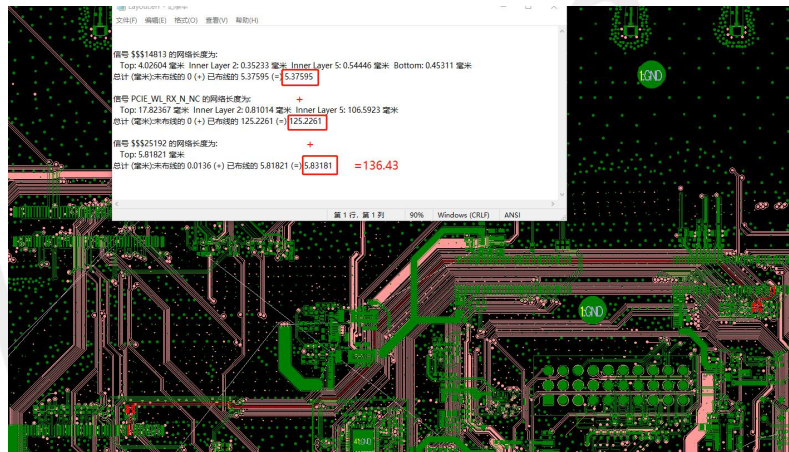 文件(F) 编辑(E) 格式(O) 查看(V) 帮助(H)
信号 $$$14813 的网络长度为:
Top: 4.02604 毫米 Inner Layer 2: 0.35233 毫米 Inner Layer 5: 0.54446 毫米 Bottom: 0.45311 毫米
总计 (毫米):未布线的 0 (+) 已布线的 5.37595 (=) 5.37595
+
信号 PCIE_WL_RX_N_NC 的网络长度为:
Top: 17.82367 毫米 Inner Layer 2: 0.81014 毫米 Inner Layer 5: 106.5923 毫米
总计 (毫米):未布线的 0 (+) 已布线的 125.2261 (=) 125.2261
+
信号 $$$25192 的网络长度为:
Top: 5.81821 毫米
总计 (毫米):未布线的 0.0136 (+) 已布线的 5.81821 (=) 5.83181 =136.43
第 1 行，第 1 列 90% Windows (CRLF) ANSI
1:GND
1:GND